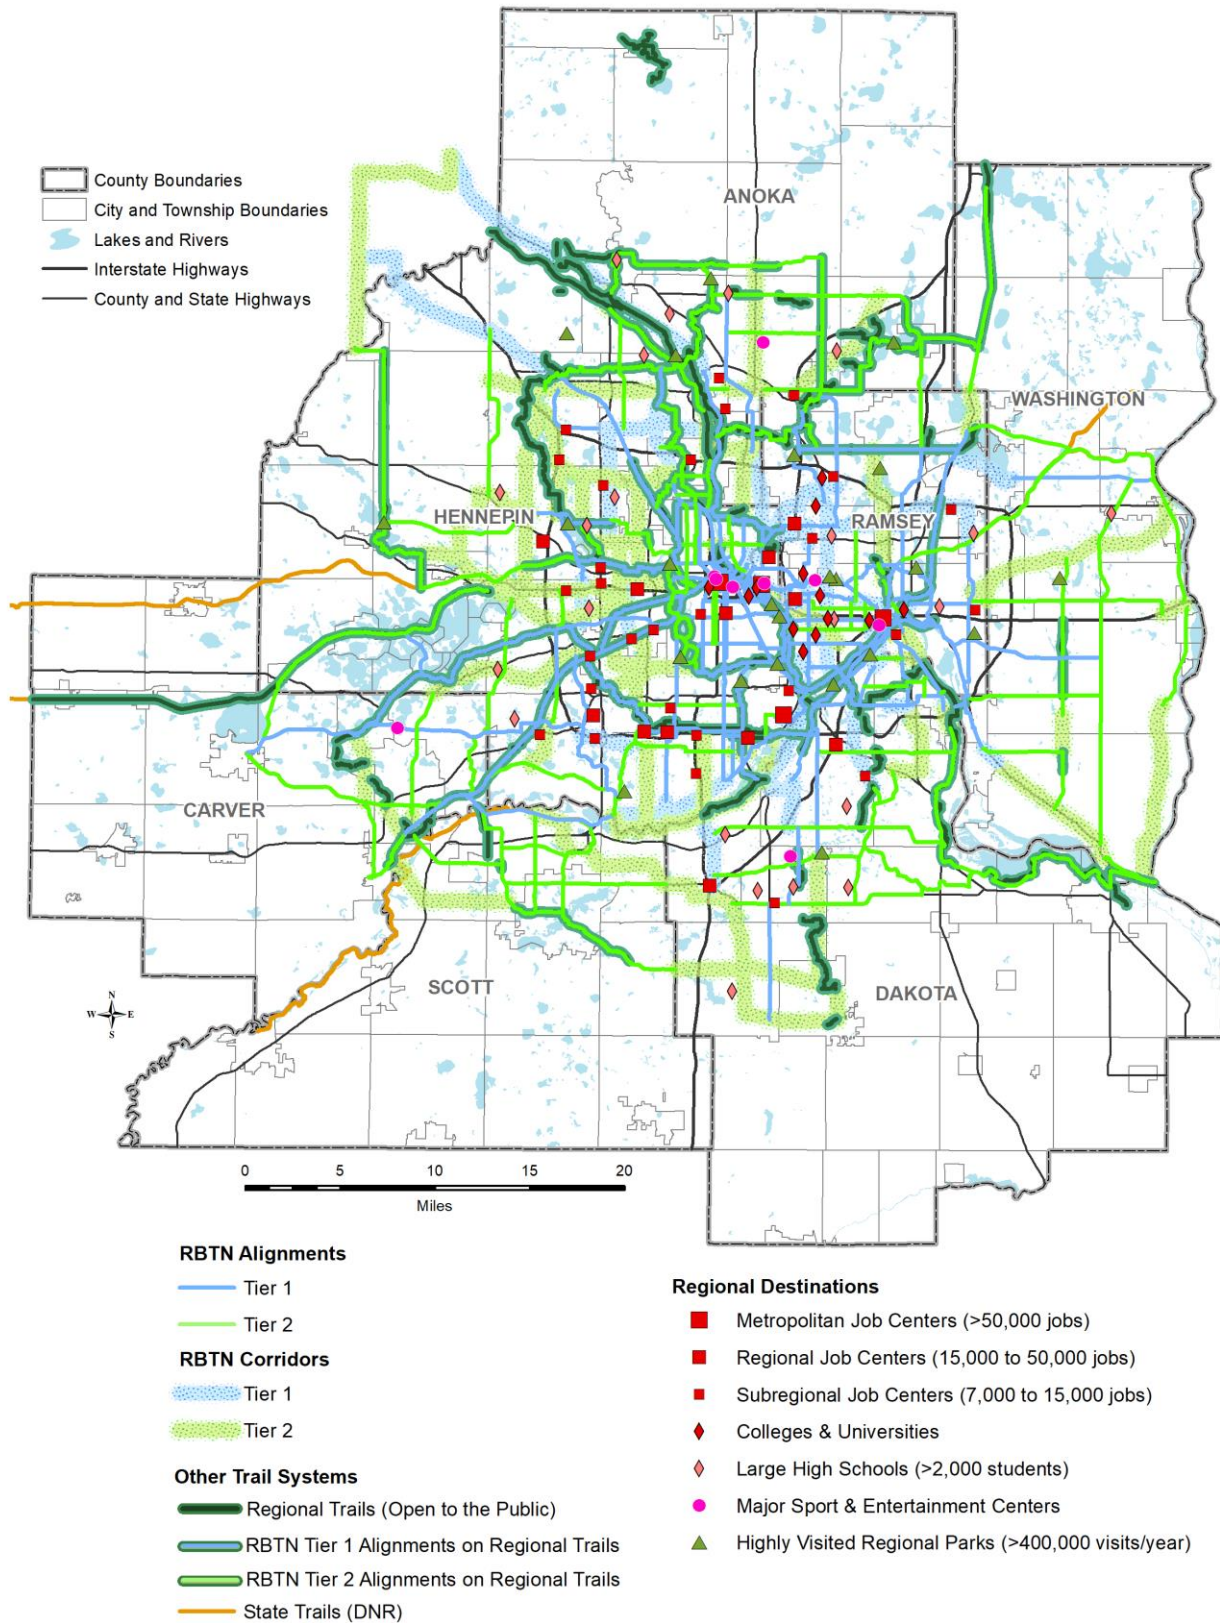 County Boundaries
City and Township Boundaries
Lakes and Rivers
Interstate Highways
County and State Highways
ANOKA
WASHINGTON
HENNEPIN
RAMSEY
CARVER
SCOTT
DAKOTA
N
W E
S
0 5 10 15 20
Miles
RBTN Alignments
Tier 1
Tier 2
RBTN Corridors
Tier 1
Tier 2
Other Trail Systems
Regional Trails (Open to the Public)
RBTN Tier 1 Alignments on Regional Trails
RBTN Tier 2 Alignments on Regional Trails
State Trails (DNR)
Regional Destinations
Metropolitan Job Centers (>50,000 jobs)
Regional Job Centers (15,000 to 50,000 jobs)
Subregional Job Centers (7,000 to 15,000 jobs)
Colleges & Universities
Large High Schools (>2,000 students)
Major Sport & Entertainment Centers
Highly Visited Regional Parks (>400,000 visits/year)